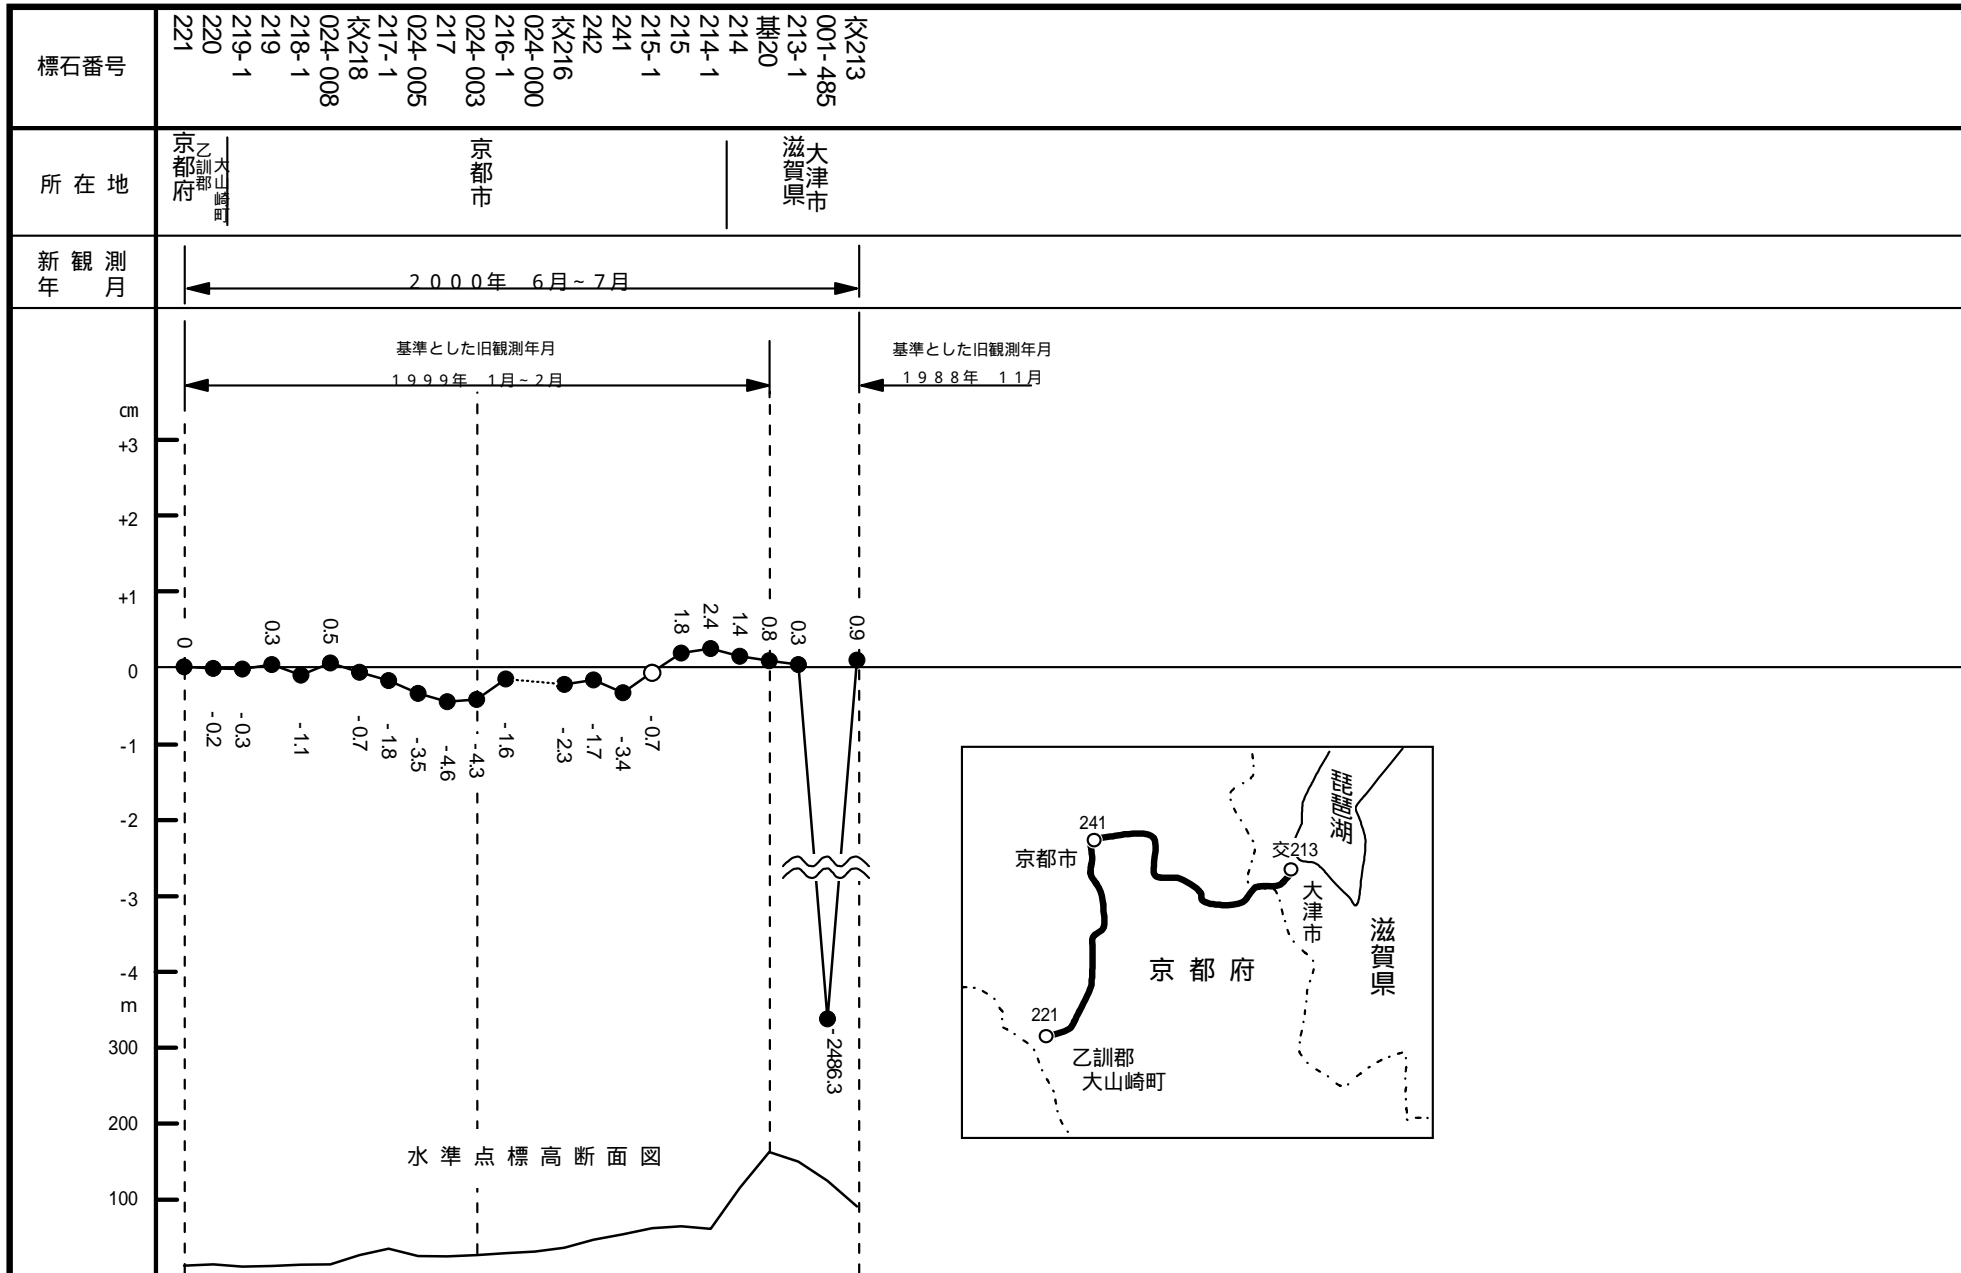 標石番号
221
220
219-1
219
218-1
024-008
交218
217-1
024-005
217
024-003
216-1
024-000
交216
242
241
215-1
215
214-1
214
基20
213-1
001-485
交213
所在地
京都府
乙訓郡
大山崎町
京都市
滋賀県
大津市
新観測
年　月
2000年　6月~7月
基準とした旧観測年月
1999年　1月~2月
基準とした旧観測年月
1988年　11月
cm
+3
+2
+1
0
-1
-2
-3
-4
m
300
200
100
0
-0.2
-0.3
0.3
-1.1
0.5
-0.7
-1.8
-3.5
-4.6
-4.3
-1.6
-2.3
-1.7
-3.4
-0.7
1.8
2.4
1.4
0.8
0.3
-2486.3
0.9
水準点標高断面図
琵琶湖
241
京都市
交213
大津市
滋賀県
京都府
221
乙訓郡
大山崎町